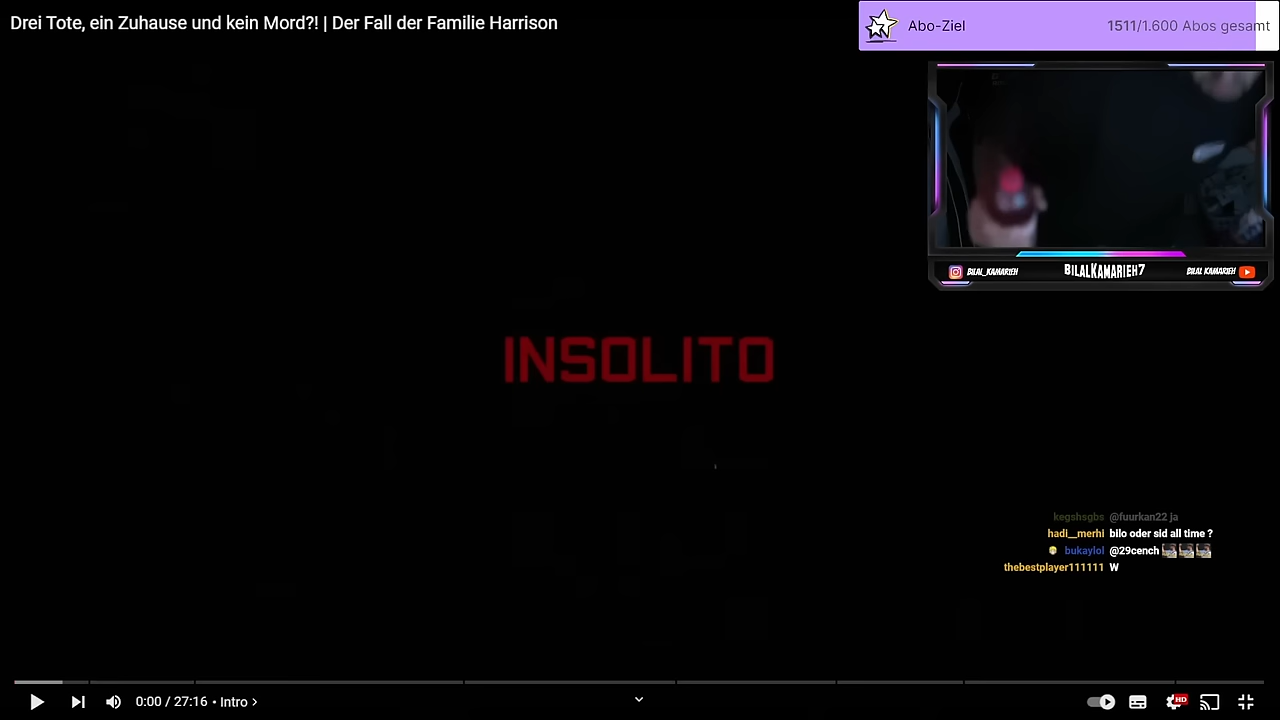 Drei Tote, ein Zuhause und kein Mord?! | Der Fall der Familie Harrison
Abo-Ziel
1511/1.600 Abos gesamt
BILAL_KAMARIEH
BILALKAMARIEH7
BILAL KAMARIEH
INSOLITO
kegshsgbs @fuurkan22 ja
hadi__merhi bilo oder sid all time ?
bukaylol @29cench
thebestplayer111111 W
0:00 / 27:16 • Intro
HD